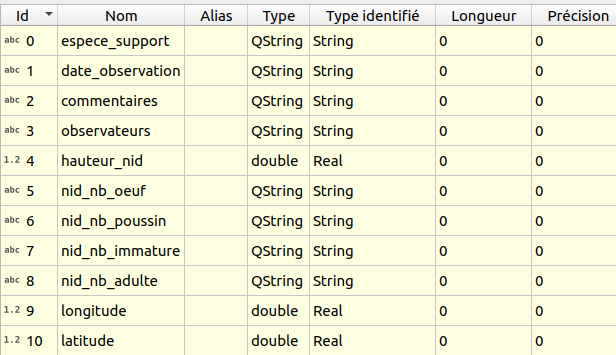 Id Nom Alias Type Type identifié Longueur Précision
abc 0 espece_support QString String 0 0
abc 1 date_observation QString String 0 0
abc 2 commentaires QString String 0 0
abc 3 observateurs QString String 0 0
1.2 4 hauteur_nid double Real 0 0
abc 5 nid_nb_oeuf QString String 0 0
abc 6 nid_nb_poussin QString String 0 0
abc 7 nid_nb_immature QString String 0 0
abc 8 nid_nb_adulte QString String 0 0
1.2 9 longitude double Real 0 0
1.2 10 latitude double Real 0 0